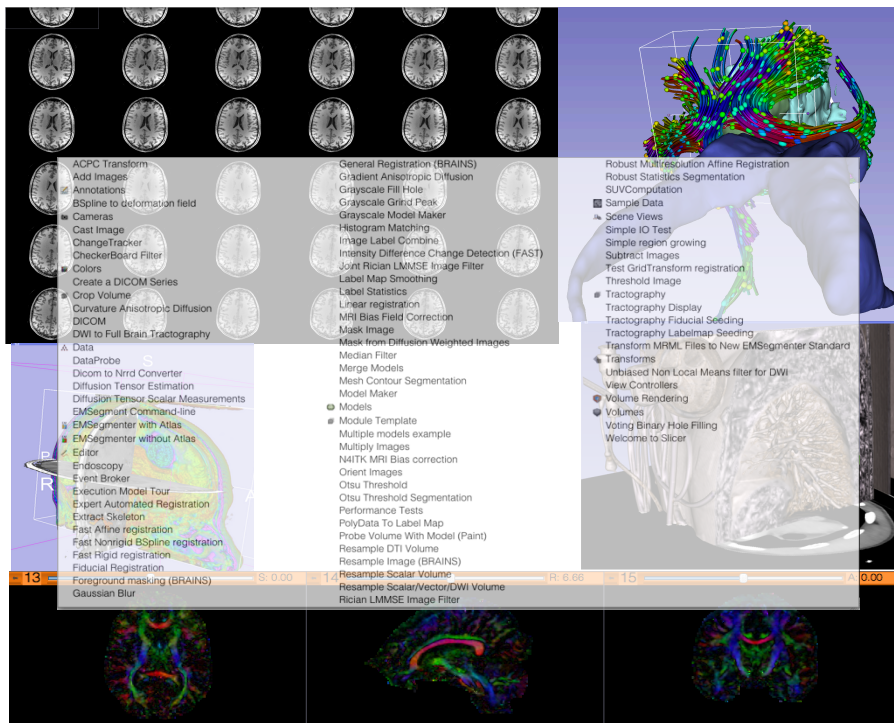 ACPC Transform
Add Images
Annotations
BSpline to deformation field
Cameras
Cast Image
ChangeTracker
CheckerBoard Filter
Colors
Create a DICOM Series
Crop Volume
Curvature Anisotropic Diffusion
DICOM
DWI to Full Brain Tractography
Data
DataProbe
Dicom to Nrrd Converter
Diffusion Tensor Estimation
Diffusion Tensor Scalar Measurements
EMSegment Command-line
EMSegmenter with Atlas
EMSegmenter without Atlas
Editor
Endoscopy
Event Broker
Execution Model Tour
Expert Automated Registration
Extract Skeleton
Fast Affine registration
Fast Nonrigid BSpline registration
Fast Rigid registration
Fiducial Registration
Foreground masking (BRAINS)
Gaussian Blur
General Registration (BRAINS)
Gradient Anisotropic Diffusion
Grayscale Fill Hole
Grayscale Grind Peak
Grayscale Model Maker
Histogram Matching
Image Label Combine
Intensity Difference Change Detection (FAST)
Joint Rician LMMSE Image Filter
Label Map Smoothing
Label Statistics
Linear registration
MRI Bias Field Correction
Mask Image
Mask from Diffusion Weighted Images
Median Filter
Merge Models
Mesh Contour Segmentation
Model Maker
Models
Module Template
Multiple models example
Multiply Images
N4ITK MRI Bias correction
Orient Images
Otsu Threshold
Otsu Threshold Segmentation
Performance Tests
PolyData To Label Map
Probe Volume With Model (Paint)
Resample DTI Volume
Resample Image (BRAINS)
Resample Scalar Volume
Resample Scalar/Vector/DWI Volume
Rician LMMSE Image Filter
Robust Multiresolution Affine Registration
Robust Statistics Segmentation
SUVComputation
Sample Data
Scene Views
Simple IO Test
Simple region growing
Subtract Images
Test GridTransform registration
Threshold Image
Tractography
Tractography Display
Tractography Fiducial Seeding
Tractography Labelmap Seeding
Transform MRML Files to New EMSegmenter Standard
Transforms
Unbiased Non Local Means filter for DWI
View Controllers
Volume Rendering
Volumes
Voting Binary Hole Filling
Welcome to Slicer
S
P
R
A
13
S: 0.00
14
R: 6.66
15
A: 0.00